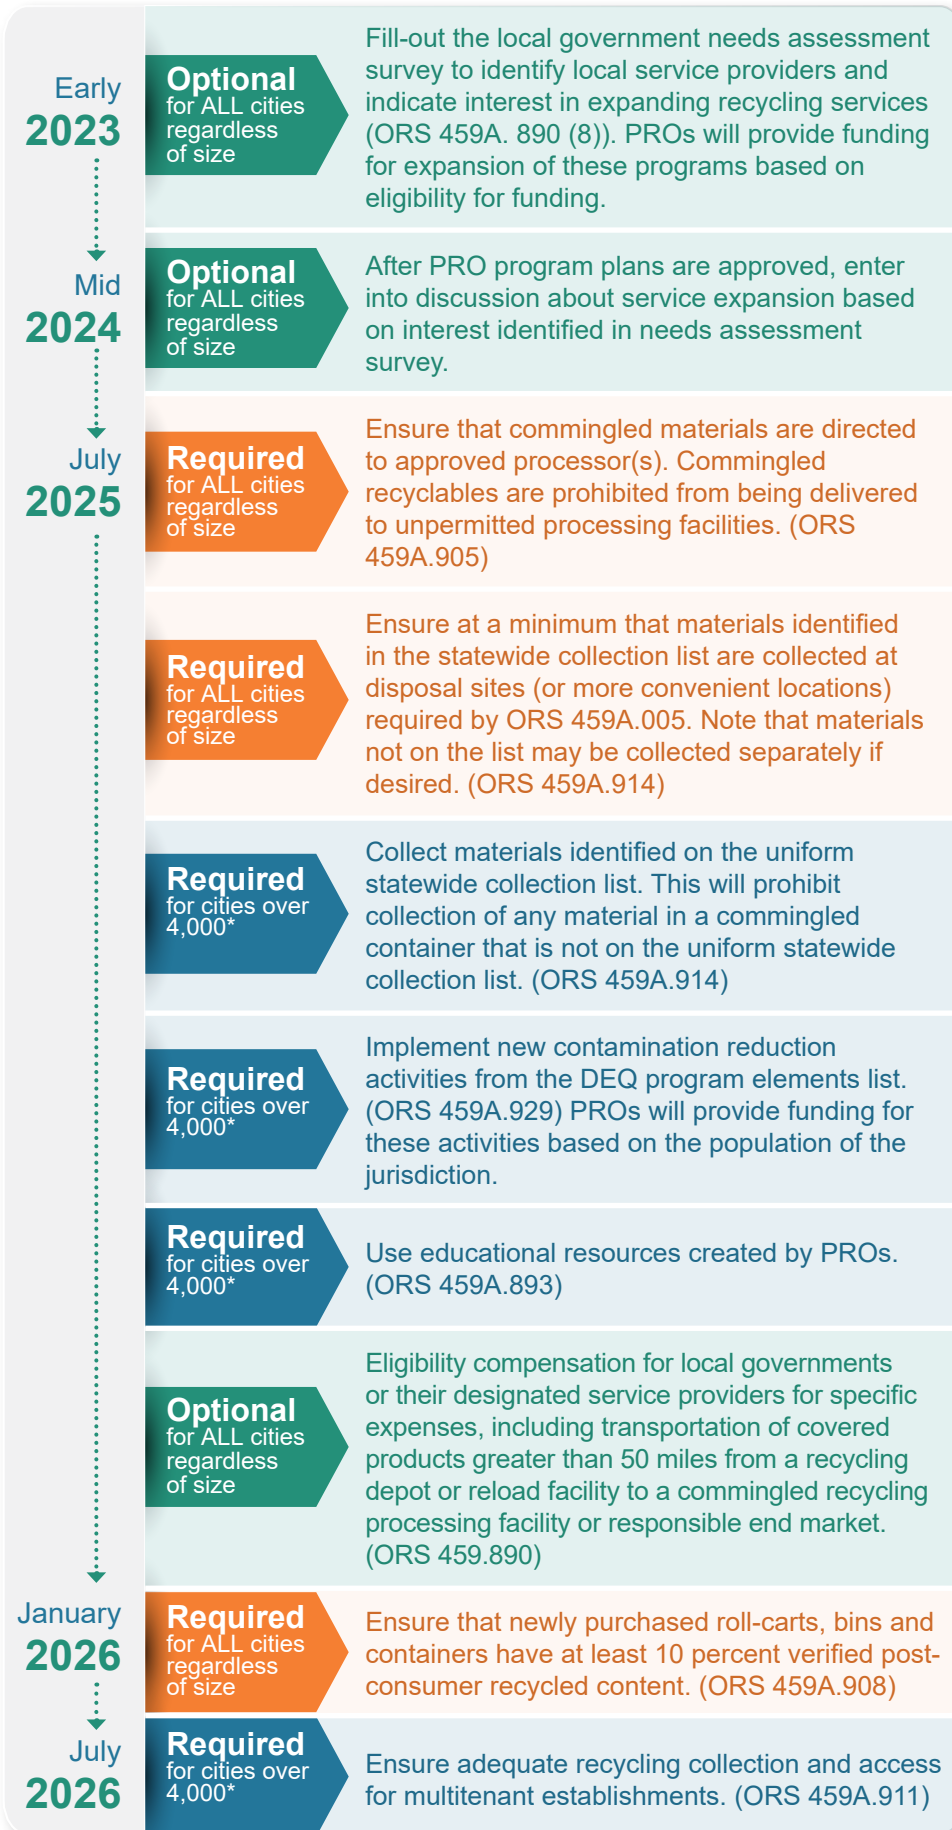 Early
2023
Optional
for ALL cities
regardless
of size
Fill-out the local government needs assessment
survey to identify local service providers and
indicate interest in expanding recycling services
(ORS 459A. 890 (8)). PROs will provide funding
for expansion of these programs based on
eligibility for funding.
Mid
2024
Optional
for ALL cities
regardless
of size
After PRO program plans are approved, enter
into discussion about service expansion based
on interest identified in needs assessment
survey.
July
2025
Required
for ALL cities
regardless
of size
Ensure that commingled materials are directed
to approved processor(s). Commingled
recyclables are prohibited from being delivered
to unpermitted processing facilities. (ORS
459A.905)
Required
for ALL cities
regardless
of size
Ensure at a minimum that materials identified
in the statewide collection list are collected at
disposal sites (or more convenient locations)
required by ORS 459A.005. Note that materials
not on the list may be collected separately if
desired. (ORS 459A.914)
Required
for cities over
4,000*
Collect materials identified on the uniform
statewide collection list. This will prohibit
collection of any material in a commingled
container that is not on the uniform statewide
collection list. (ORS 459A.914)
Required
for cities over
4,000*
Implement new contamination reduction
activities from the DEQ program elements list.
(ORS 459A.929) PROs will provide funding for
these activities based on the population of the
jurisdiction.
Required
for cities over
4,000*
Use educational resources created by PROs.
(ORS 459A.893)
Optional
for ALL cities
regardless
of size
Eligibility compensation for local governments
or their designated service providers for specific
expenses, including transportation of covered
products greater than 50 miles from a recycling
depot or reload facility to a commingled recycling
processing facility or responsible end market.
(ORS 459.890)
January
2026
Required
for ALL cities
regardless
of size
Ensure that newly purchased roll-carts, bins and
containers have at least 10 percent verified post-
consumer recycled content. (ORS 459A.908)
July
2026
Required
for cities over
4,000*
Ensure adequate recycling collection and access
for multitenant establishments. (ORS 459A.911)